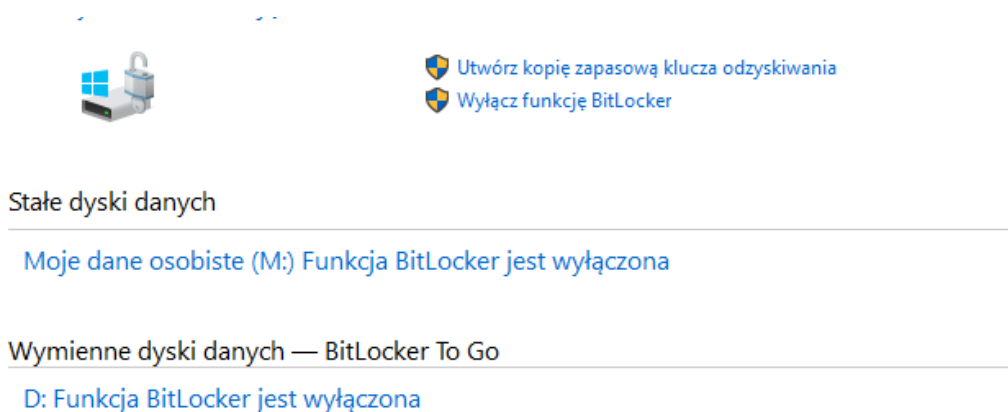 Utwórz kopię zapasową klucza odzyskiwania
Wyłącz funkcję BitLocker
Stałe dyski danych
Moje dane osobiste (M:) Funkcja BitLocker jest wyłączona
Wymienne dyski danych — BitLocker To Go
D: Funkcja BitLocker jest wyłączona